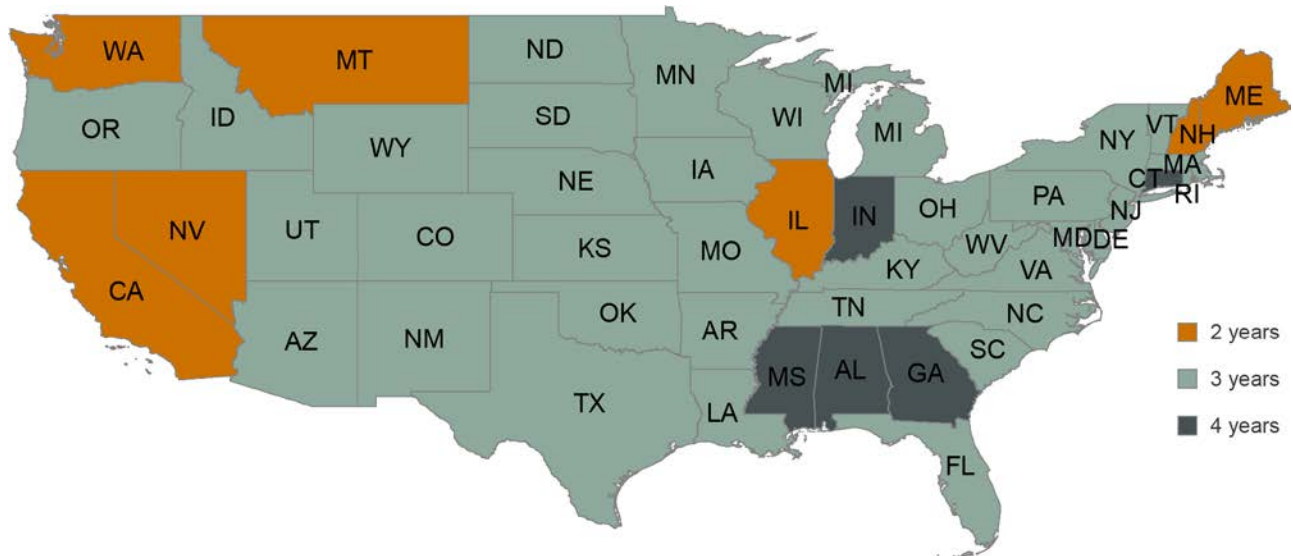 WA
MT
ND
MN
MI
ME
OR
ID
SD
WI
MI
NY
VT
NH
WY
MA
IA
CT
RI
NE
PA
NV
UT
CO
IL
IN
OH
NJ
MD
DE
KS
MO
WV
VA
CA
KY
OK
TN
NC
AZ
NM
AR
SC
2 years
MS
AL
GA
3 years
TX
LA
4 years
FL